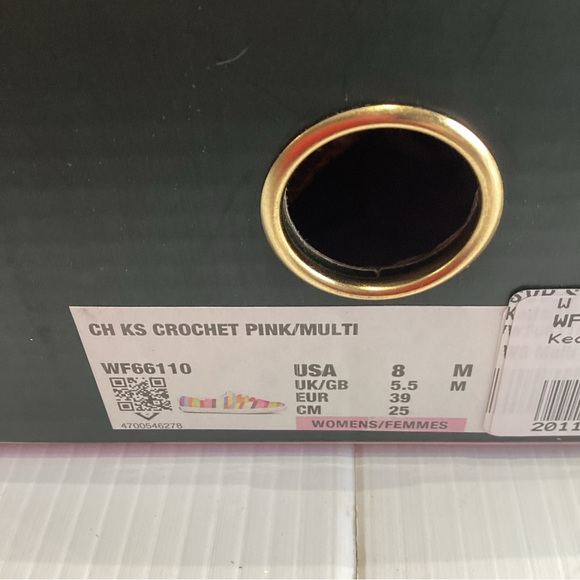 CH KS CROCHET PINK/MULTI
WF66110
4700546278
USA 8 M
UK/GB 5.5 M
EUR 39
CM 25
WOMENS/FEMMES
W
WF
Ked
2011